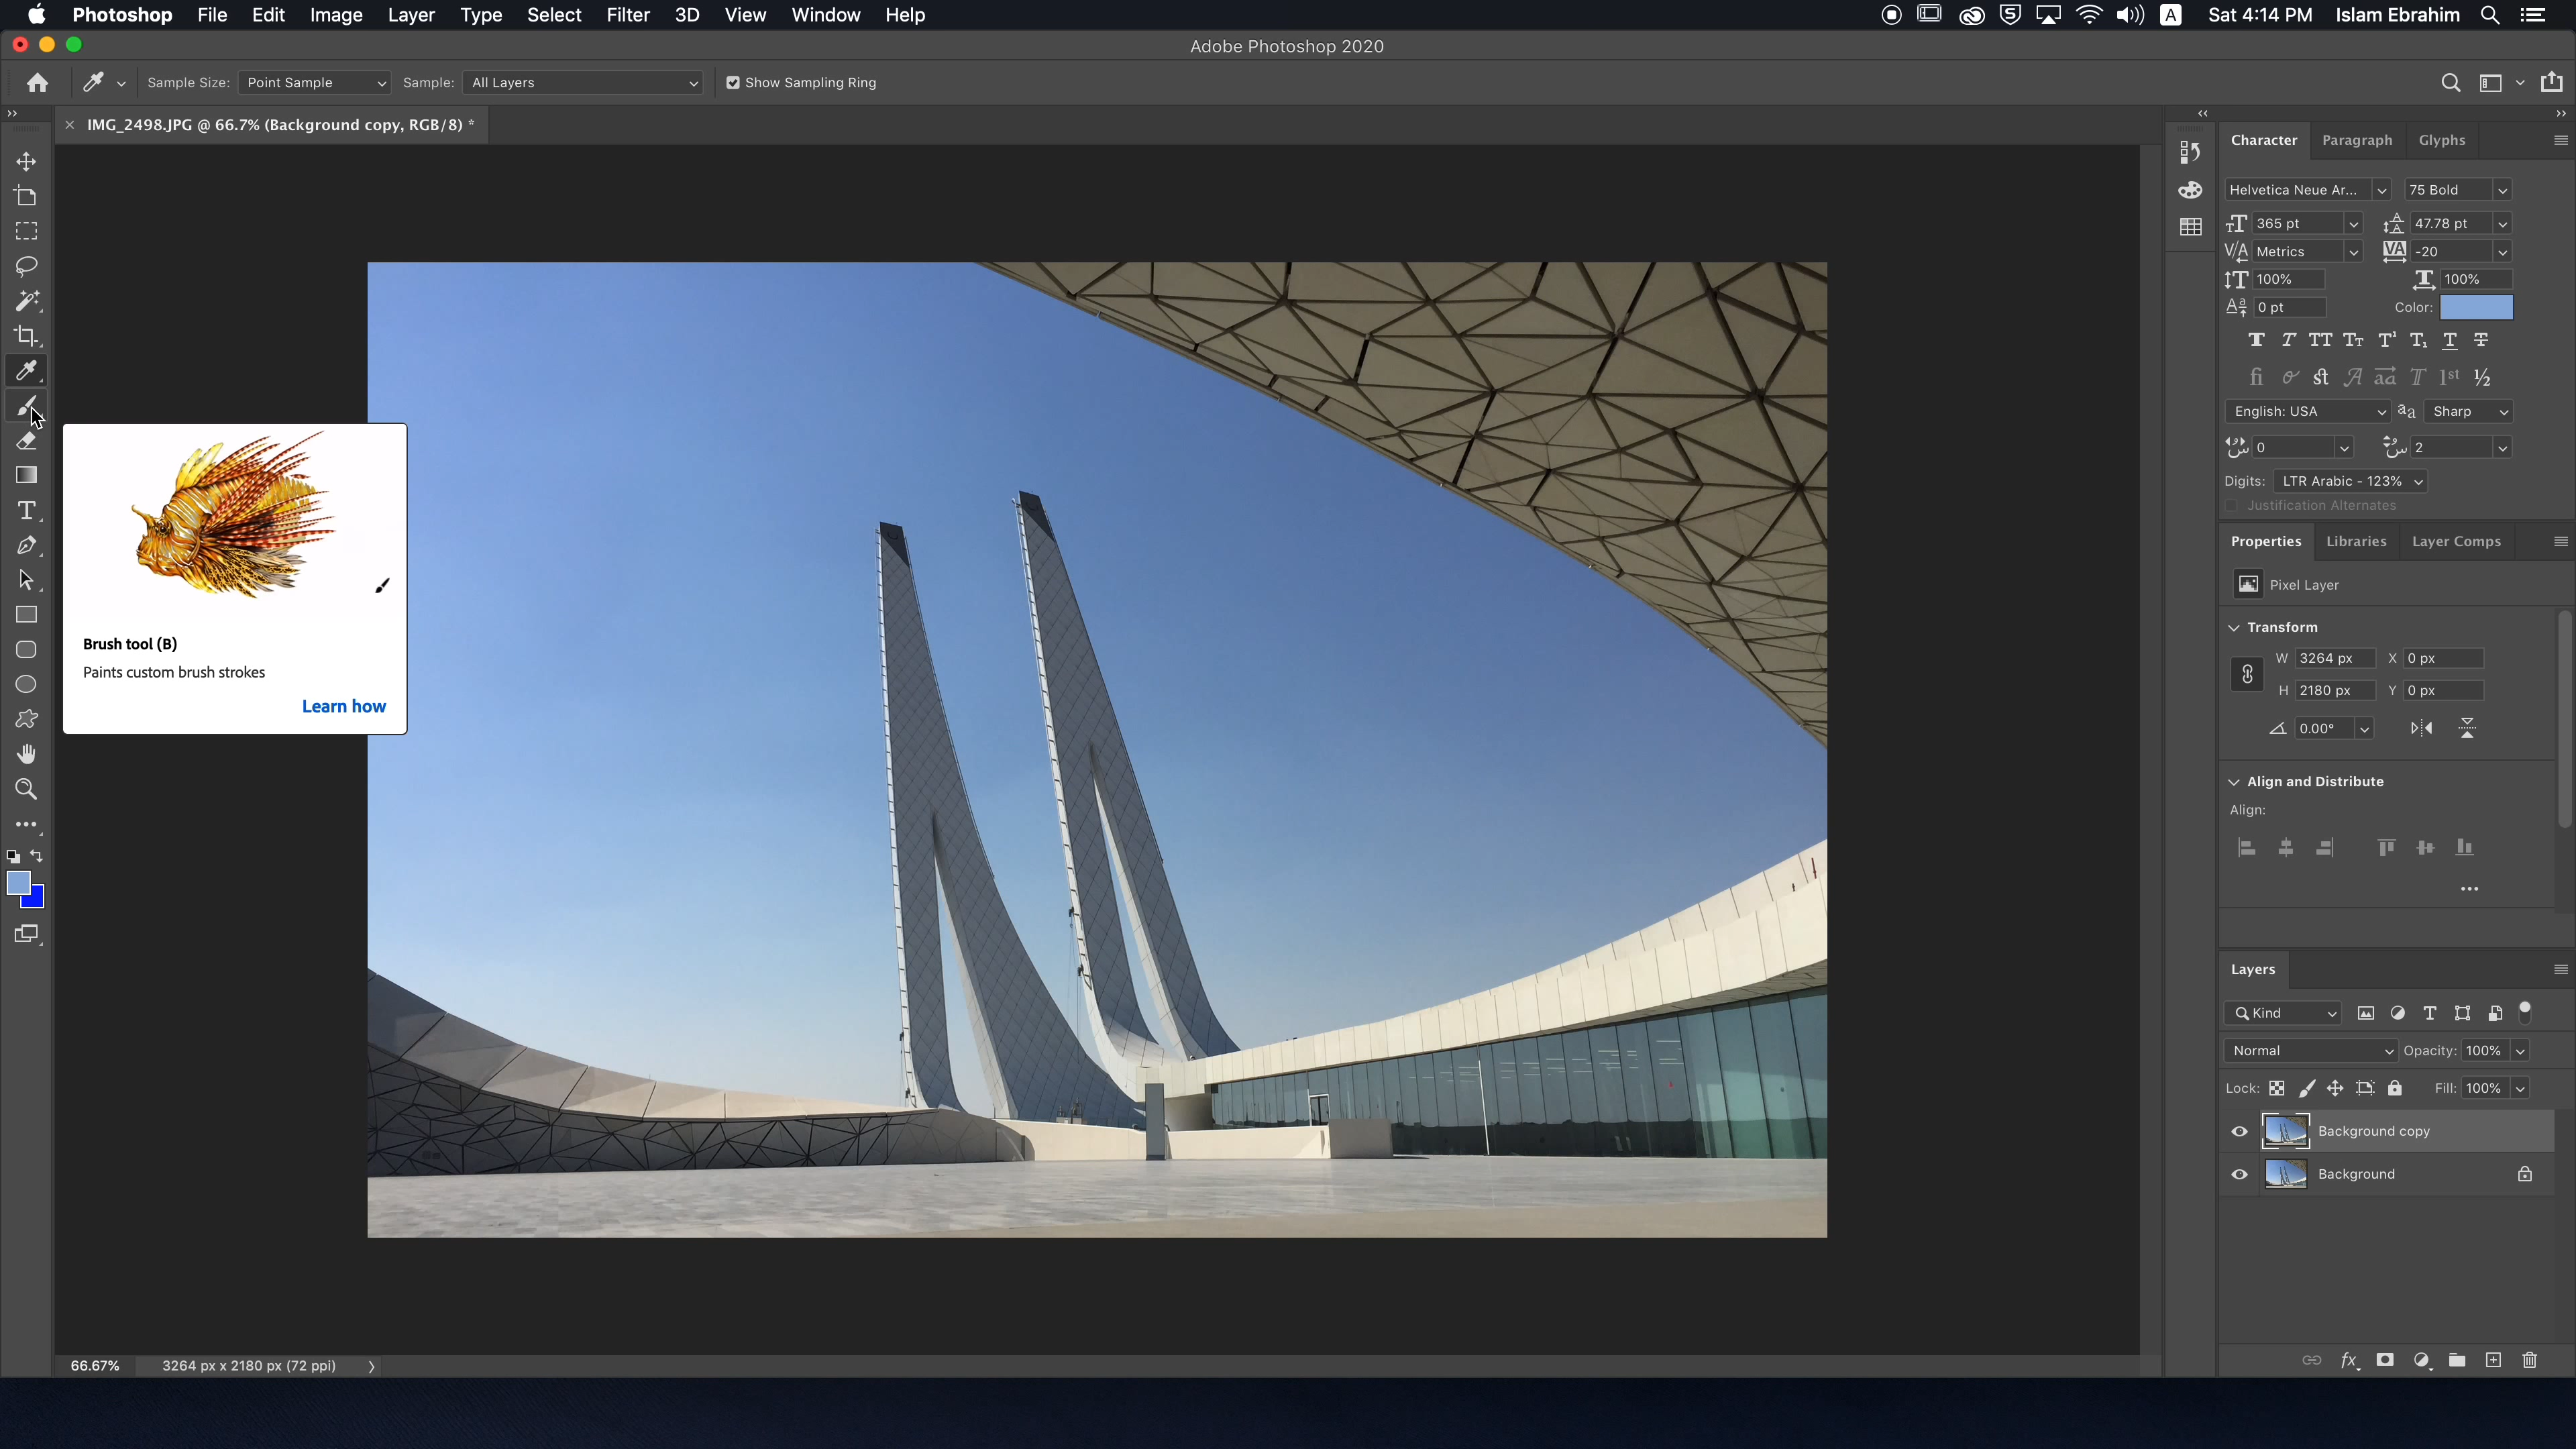 Photoshop File Edit Image Layer Type Select Filter 3D View Window Help A Sat 4:14 PM Islam Ebrahim
Adobe Photoshop 2020
Sample Size: Point Sample Sample: All Layers Show Sampling Ring
IMG_2498.JPG @ 66.7% (Background copy, RGB/8) *
Brush tool (B)
Paints custom brush strokes
Learn how
66.67% 3264 px x 2180 px (72 ppi)
Character Paragraph Glyphs
Helvetica Neue Ar... 75 Bold
365 pt 47.78 pt
Metrics -20
100% 100%
0 pt Color:
English: USA Sharp
0 2
Digits: LTR Arabic - 123%
Justification Alternates
Properties Libraries Layer Comps
Pixel Layer
Transform
W 3264 px X 0 px
H 2180 px Y 0 px
0.00°
Align and Distribute
Align:
Layers
Kind
Normal Opacity: 100%
Lock: Fill: 100%
Background copy
Background